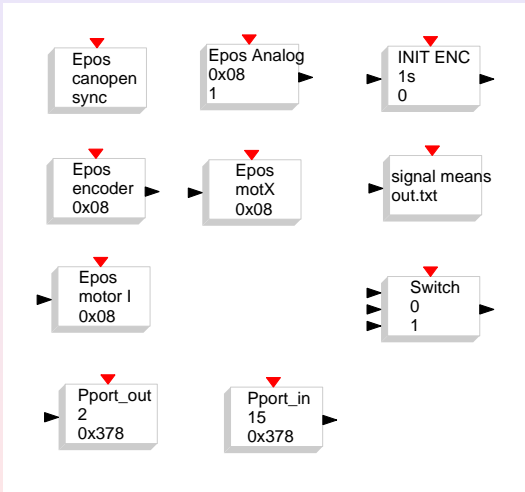 Epos
canopen
sync
Epos Analog
0x08
1
INIT ENC
1s
0
Epos
encoder
0x08
Epos
motX
0x08
signal means
out.txt
Epos
motor I
0x08
Switch
0
1
Pport_out
2
0x378
Pport_in
15
0x378